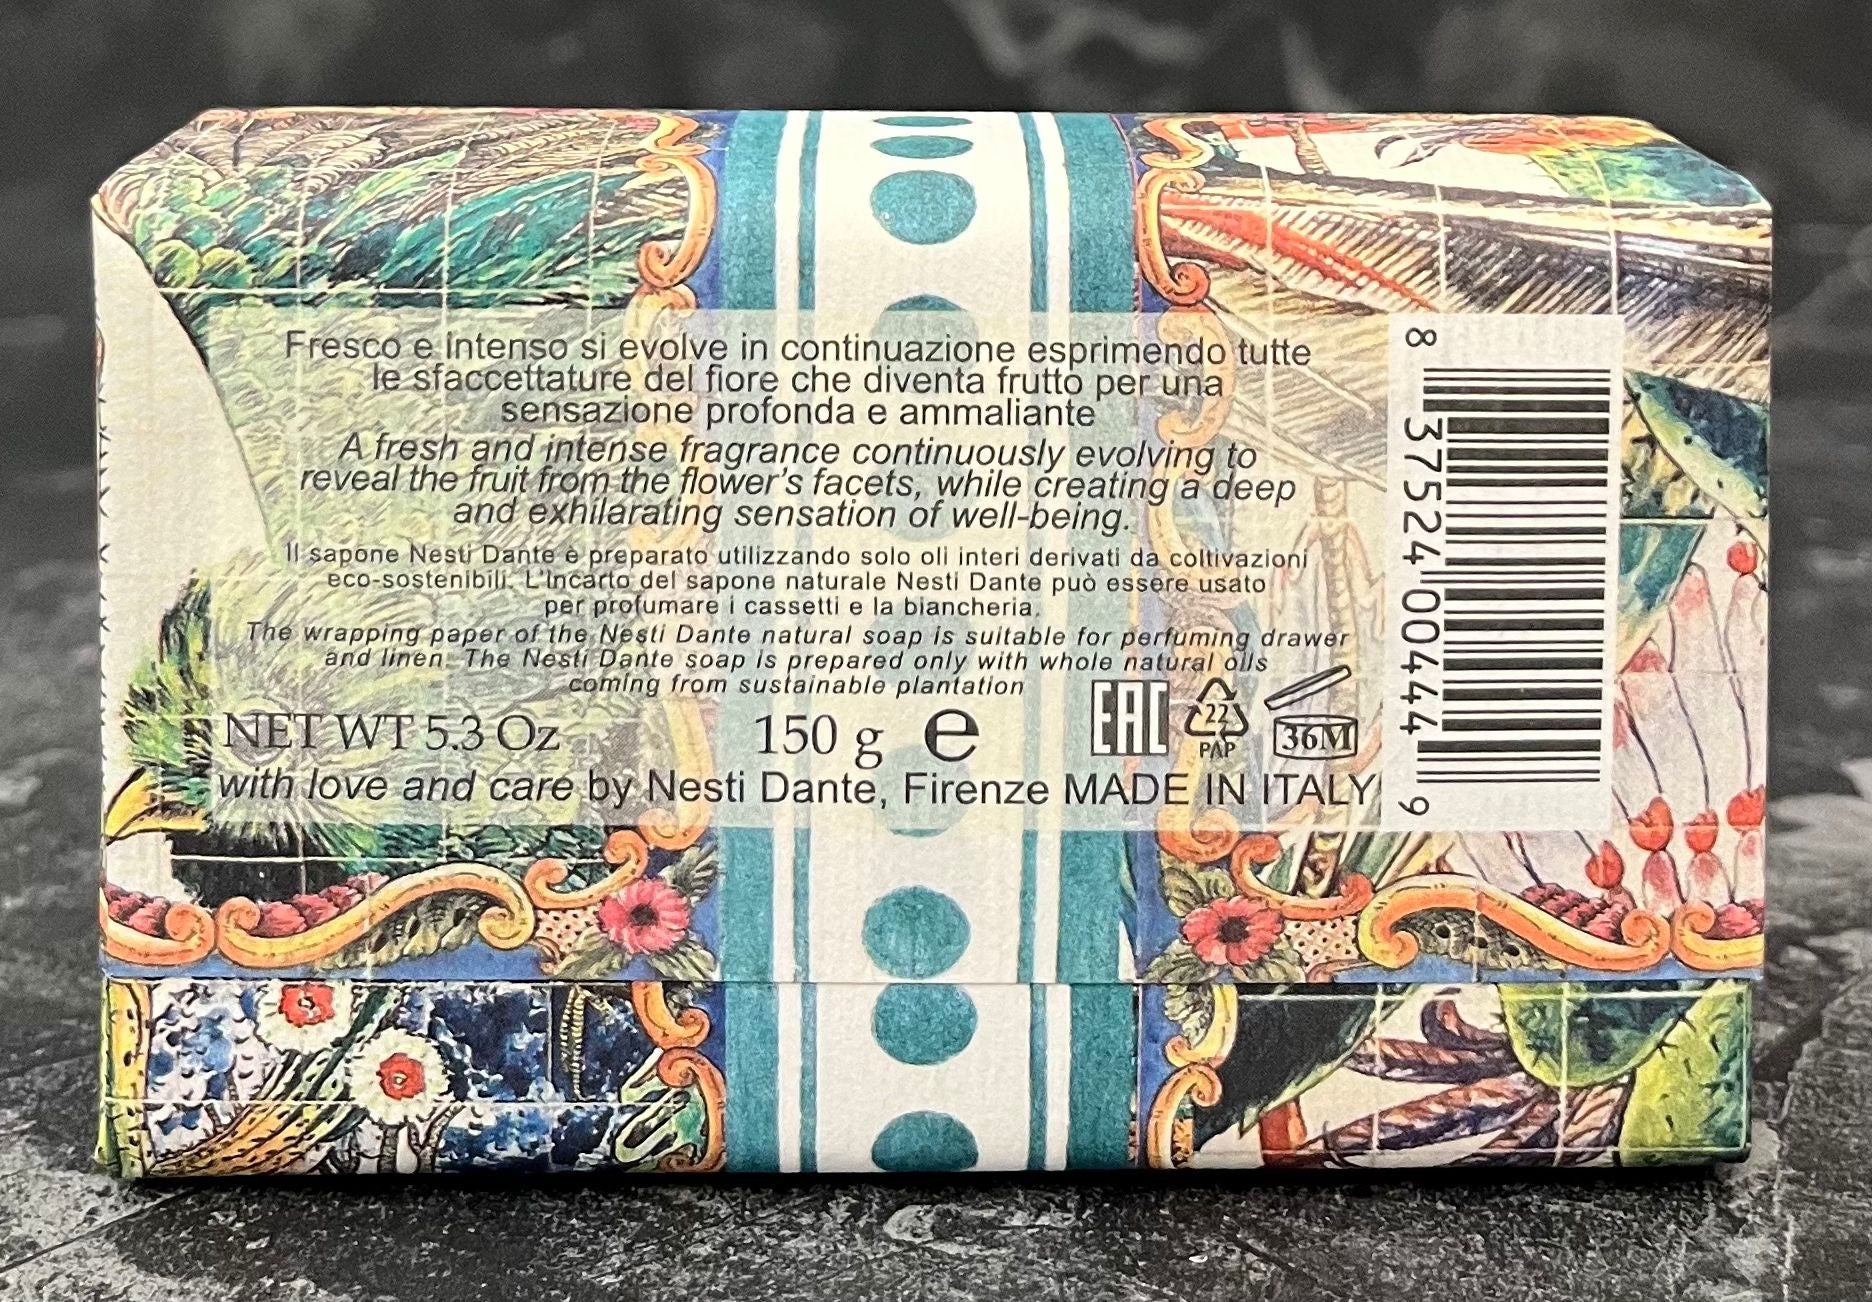 Fresco e intenso si evolve in continuazione esprimendo tutte
le sfaccettature del fiore che diventa frutto per una
sensazione profonda e ammaliante
A fresh and intense fragrance continuously evolving to
reveal the fruit from the flower's facets, while creating a deep
and exhilarating sensation of well-being.
Il sapone Nesti Dante è preparato utilizzando solo oli interi derivati da coltivazioni
eco-sostenibili. L'incarto del sapone naturale Nesti Dante può essere usato
per profumare i cassetti e la biancheria.
The wrapping paper of the Nesti Dante natural soap is suitable for perfuming drawer
and linen. The Nesti Dante soap is prepared only with whole natural oils
coming from sustainable plantation
NET WT 5.3 Oz 150 g e EAC 22 PAP 36M
with love and care by Nesti Dante, Firenze MADE IN ITALY
8 37524 00444 9